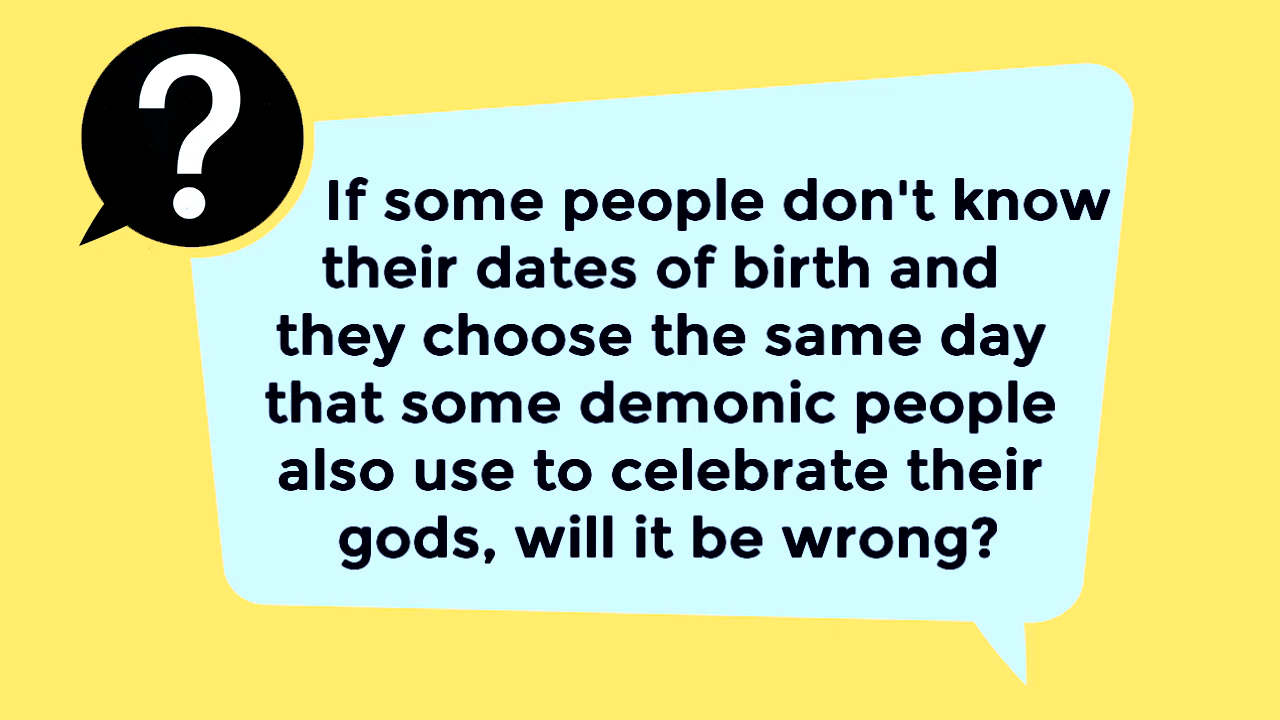 ?
If some people don't know
their dates of birth and
they choose the same day
that some demonic people
also use to celebrate their
gods, will it be wrong?